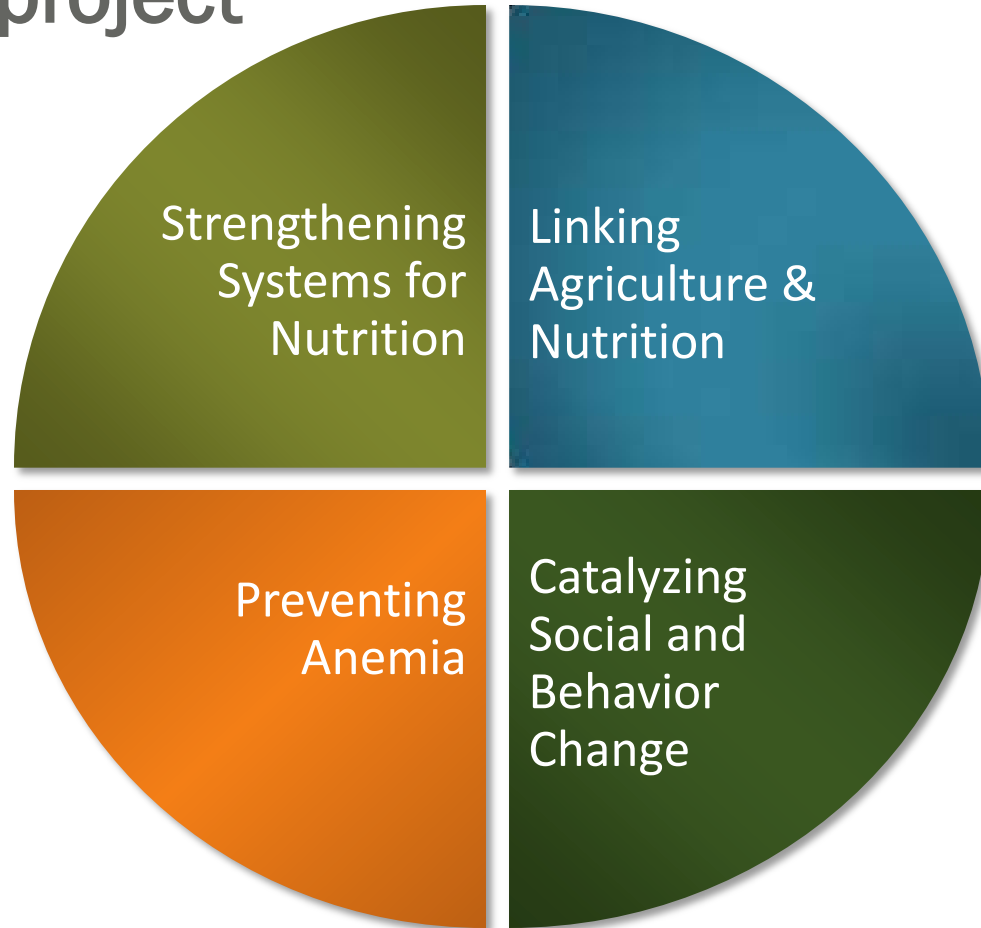 project
Strengthening
Systems for
Nutrition
Linking
Agriculture &
Nutrition
Preventing
Anemia
Catalyzing
Social and
Behavior
Change